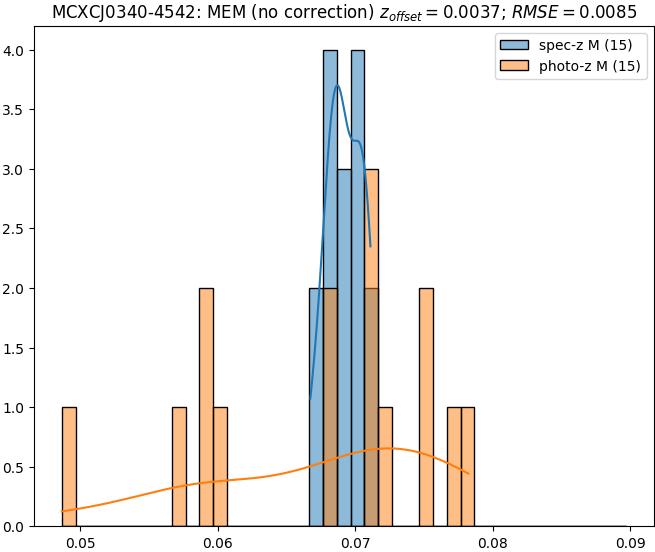 MCXCJ0340-4542: MEM (no correction) z_offset = 0.0037; RMSE = 0.0085
spec-z M (15)
photo-z M (15)
4.0
3.5
3.0
2.5
2.0
1.5
1.0
0.5
0.0
0.05 0.06 0.07 0.08 0.09